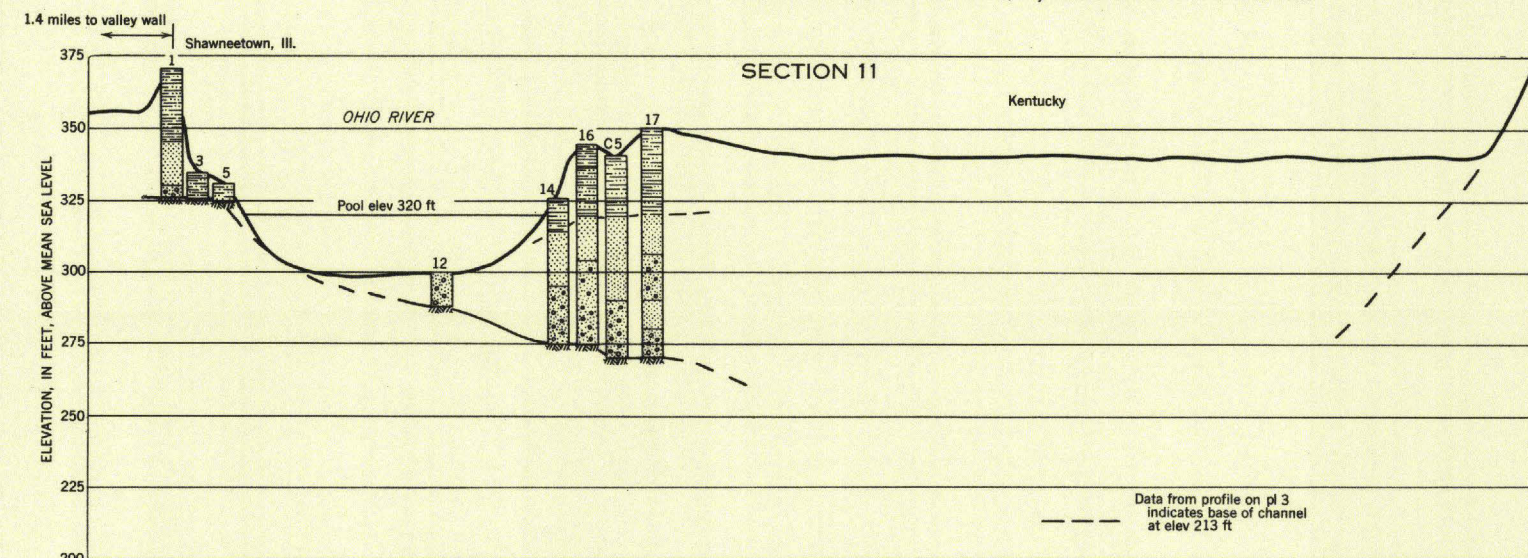 1.4 miles to valley wall
Shawneetown, Ill.
375
1
SECTION 11
Kentucky
OHIO RIVER
350
17
16
C5
3
5
14
325
Pool elev 320 ft
12
300
275
250
225
200
ELEVATION, IN FEET, ABOVE MEAN SEA LEVEL
Data from profile on pl 3
indicates base of channel
at elev 213 ft